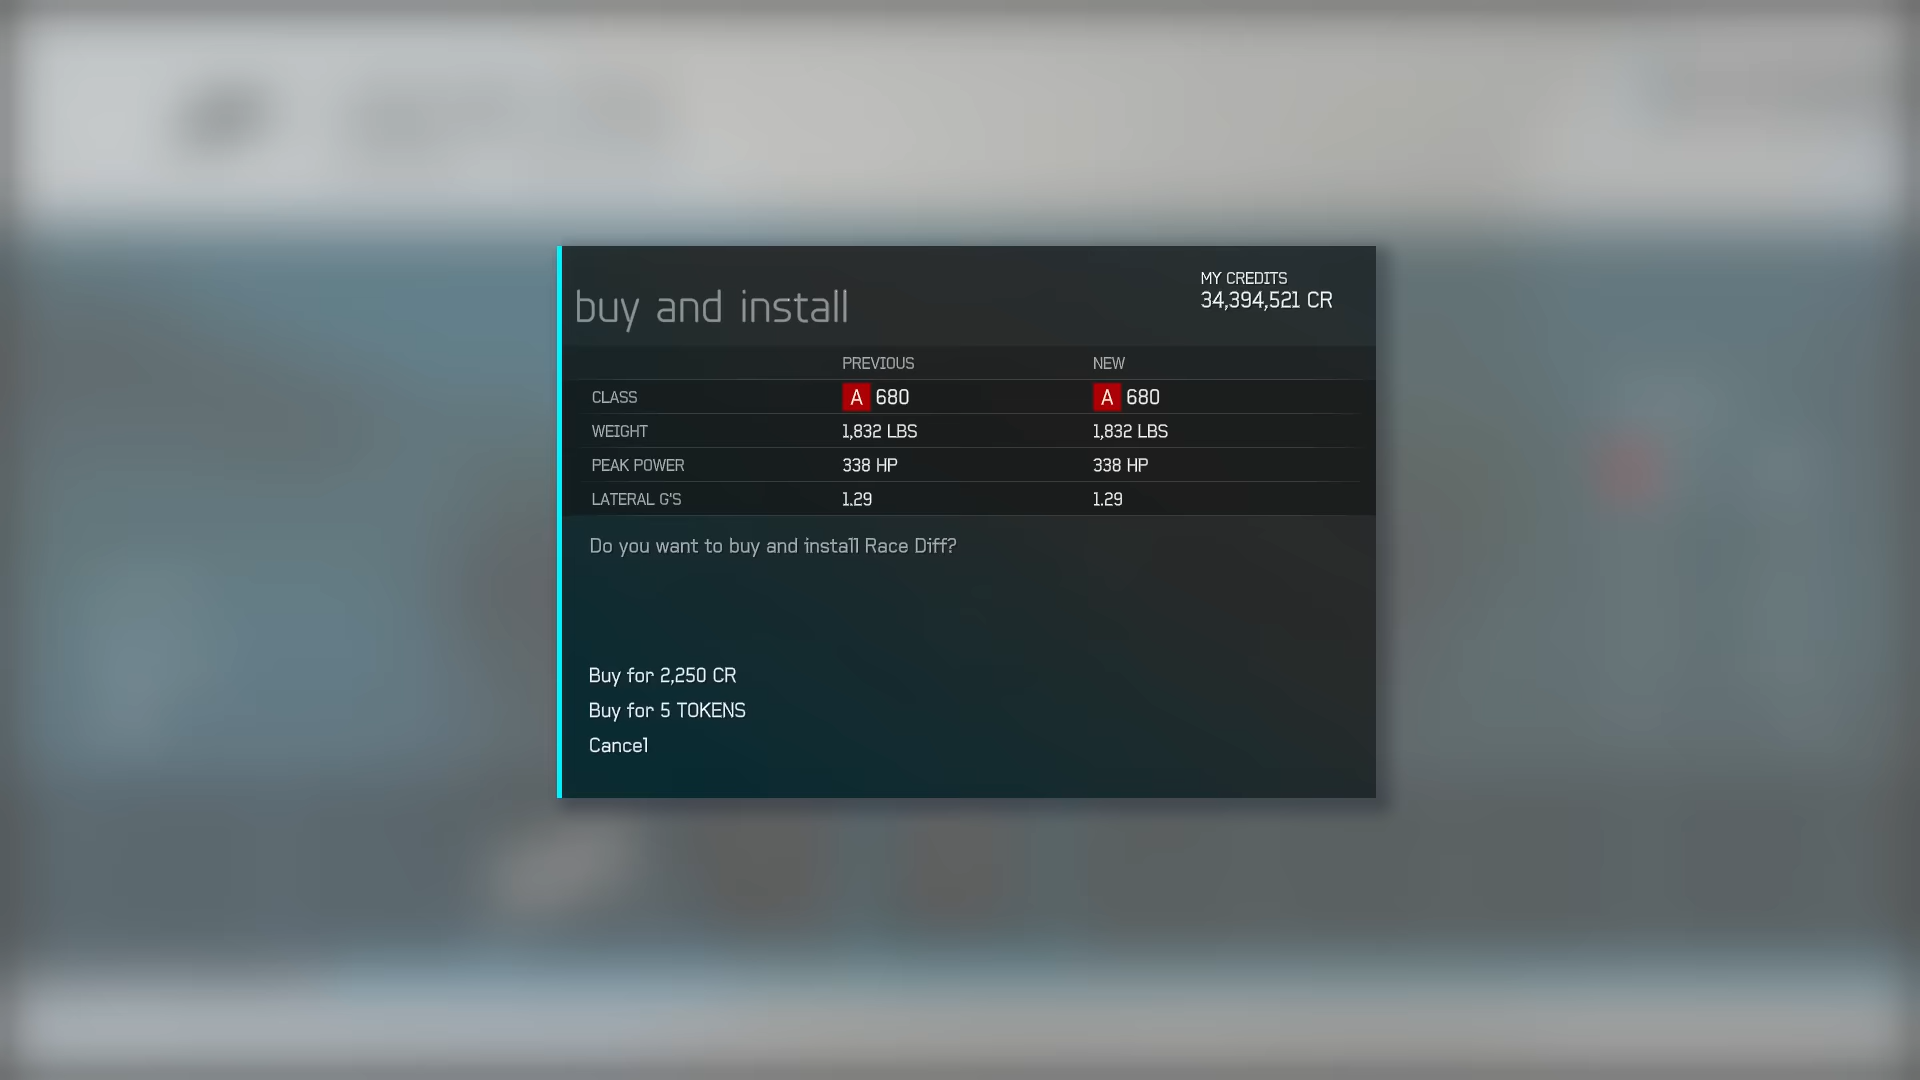 MY CREDITS
34,394,521 CR
buy and install
PREVIOUS NEW
CLASS A 680 A 680
WEIGHT 1,832 LBS 1,832 LBS
PEAK POWER 338 HP 338 HP
LATERAL G'S 1.29 1.29
Do you want to buy and install Race Diff?
Buy for 2,250 CR
Buy for 5 TOKENS
Cancel